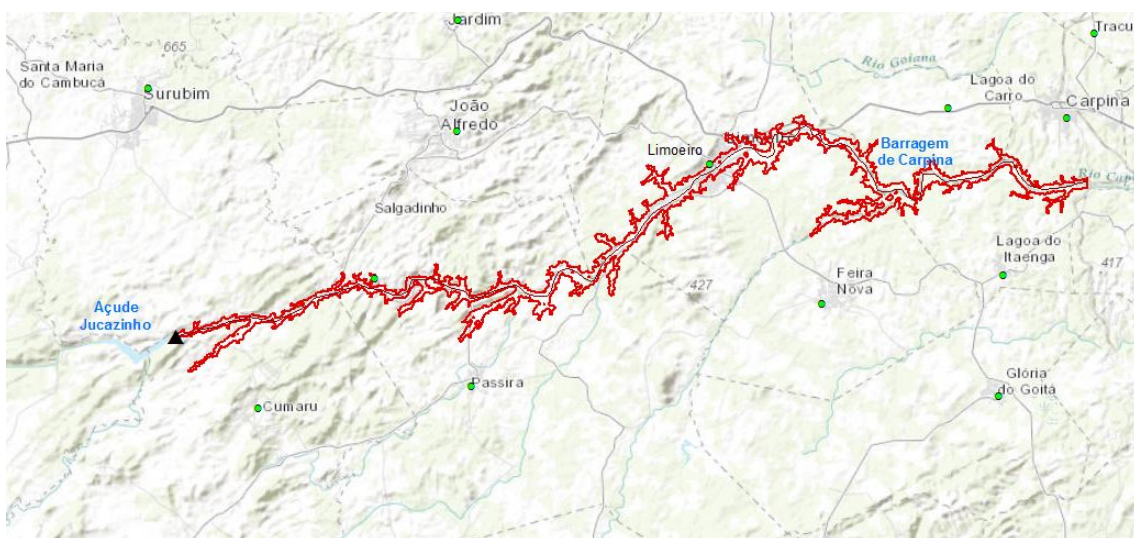 Jardim
Tracu
665
Santa Maria
do Cambucá
Surubim
Rio Goiana
Lagoa do
Carro
Carpina
João
Alfredo
Limoeiro
Barragem
de Carpina
Rio Cap
Salgadinho
Lagoa do
Itaenga
417
427
Feira
Nova
Açude
Jucazinho
Passira
Glória
do Goitá
Cumaru